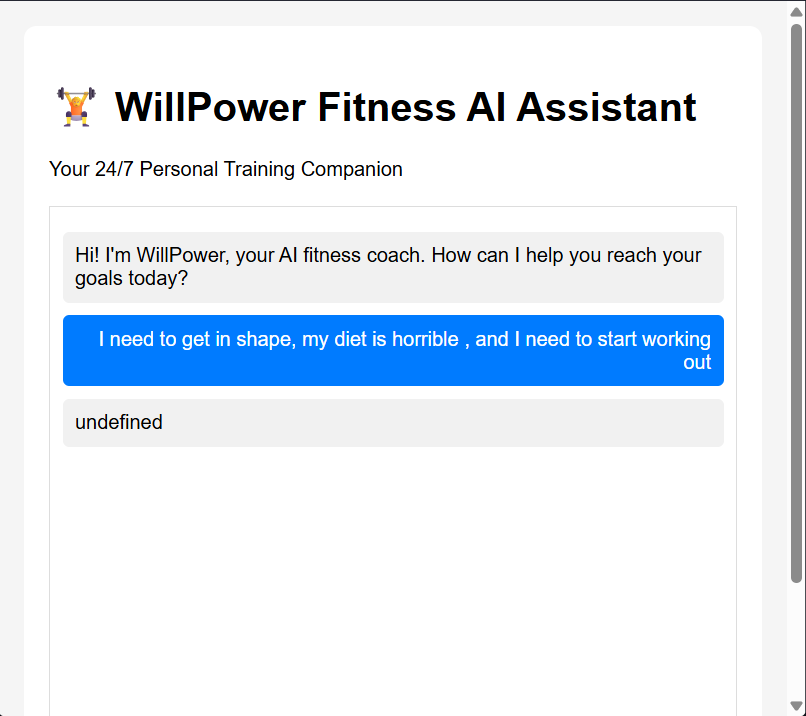 WillPower Fitness AI Assistant
Your 24/7 Personal Training Companion
Hi! I'm WillPower, your AI fitness coach. How can I help you reach your
goals today?
I need to get in shape, my diet is horrible , and I need to start working
out
undefined